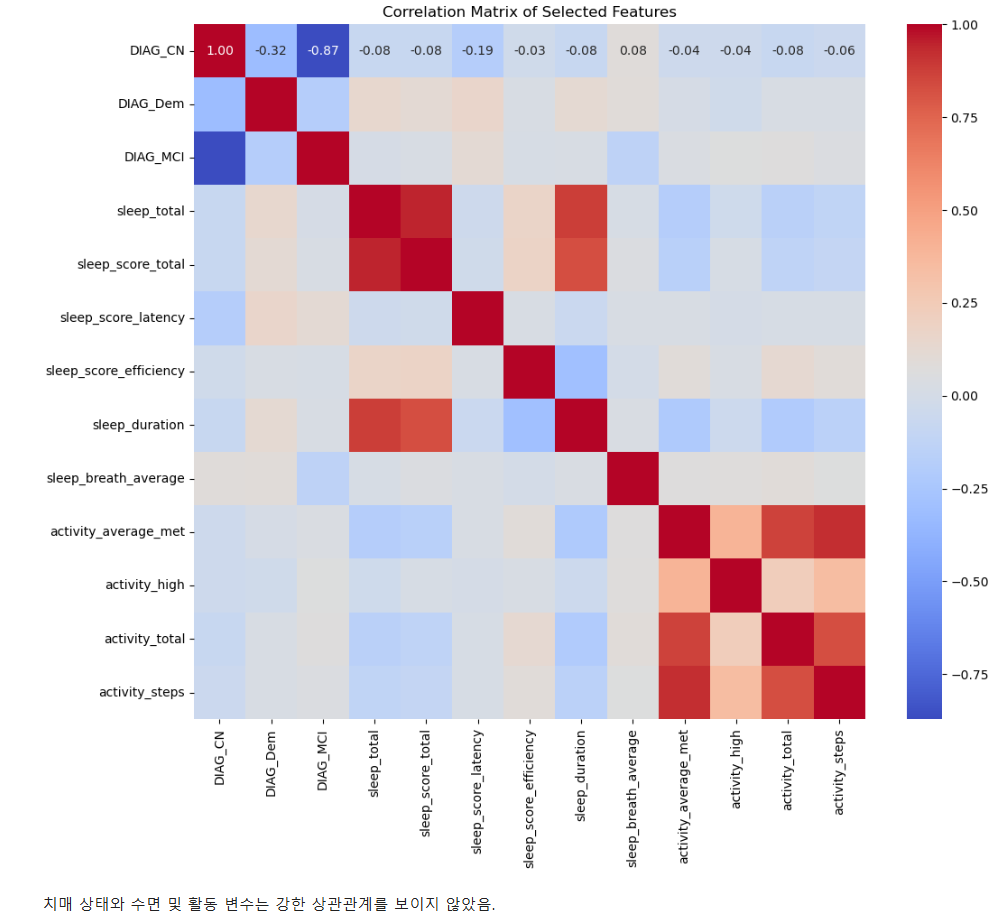 Correlation Matrix of Selected Features
DIAG_CN
1.00 -0.32 -0.87 -0.08 -0.08 -0.19 -0.03 -0.08 0.08 -0.04 -0.04 -0.08 -0.06
DIAG_Dem
DIAG_MCI
sleep_total
sleep_score_total
sleep_score_latency
sleep_score_efficiency
sleep_duration
sleep_breath_average
activity_average_met
activity_high
activity_total
activity_steps
DIAG_CN
DIAG_Dem
DIAG_MCI
sleep_total
sleep_score_total
sleep_score_latency
sleep_score_efficiency
sleep_duration
sleep_breath_average
activity_average_met
activity_high
activity_total
activity_steps
1.00
0.75
0.50
0.25
0.00
−0.25
−0.50
−0.75
치매 상태와 수면 및 활동 변수는 강한 상관관계를 보이지 않았음.